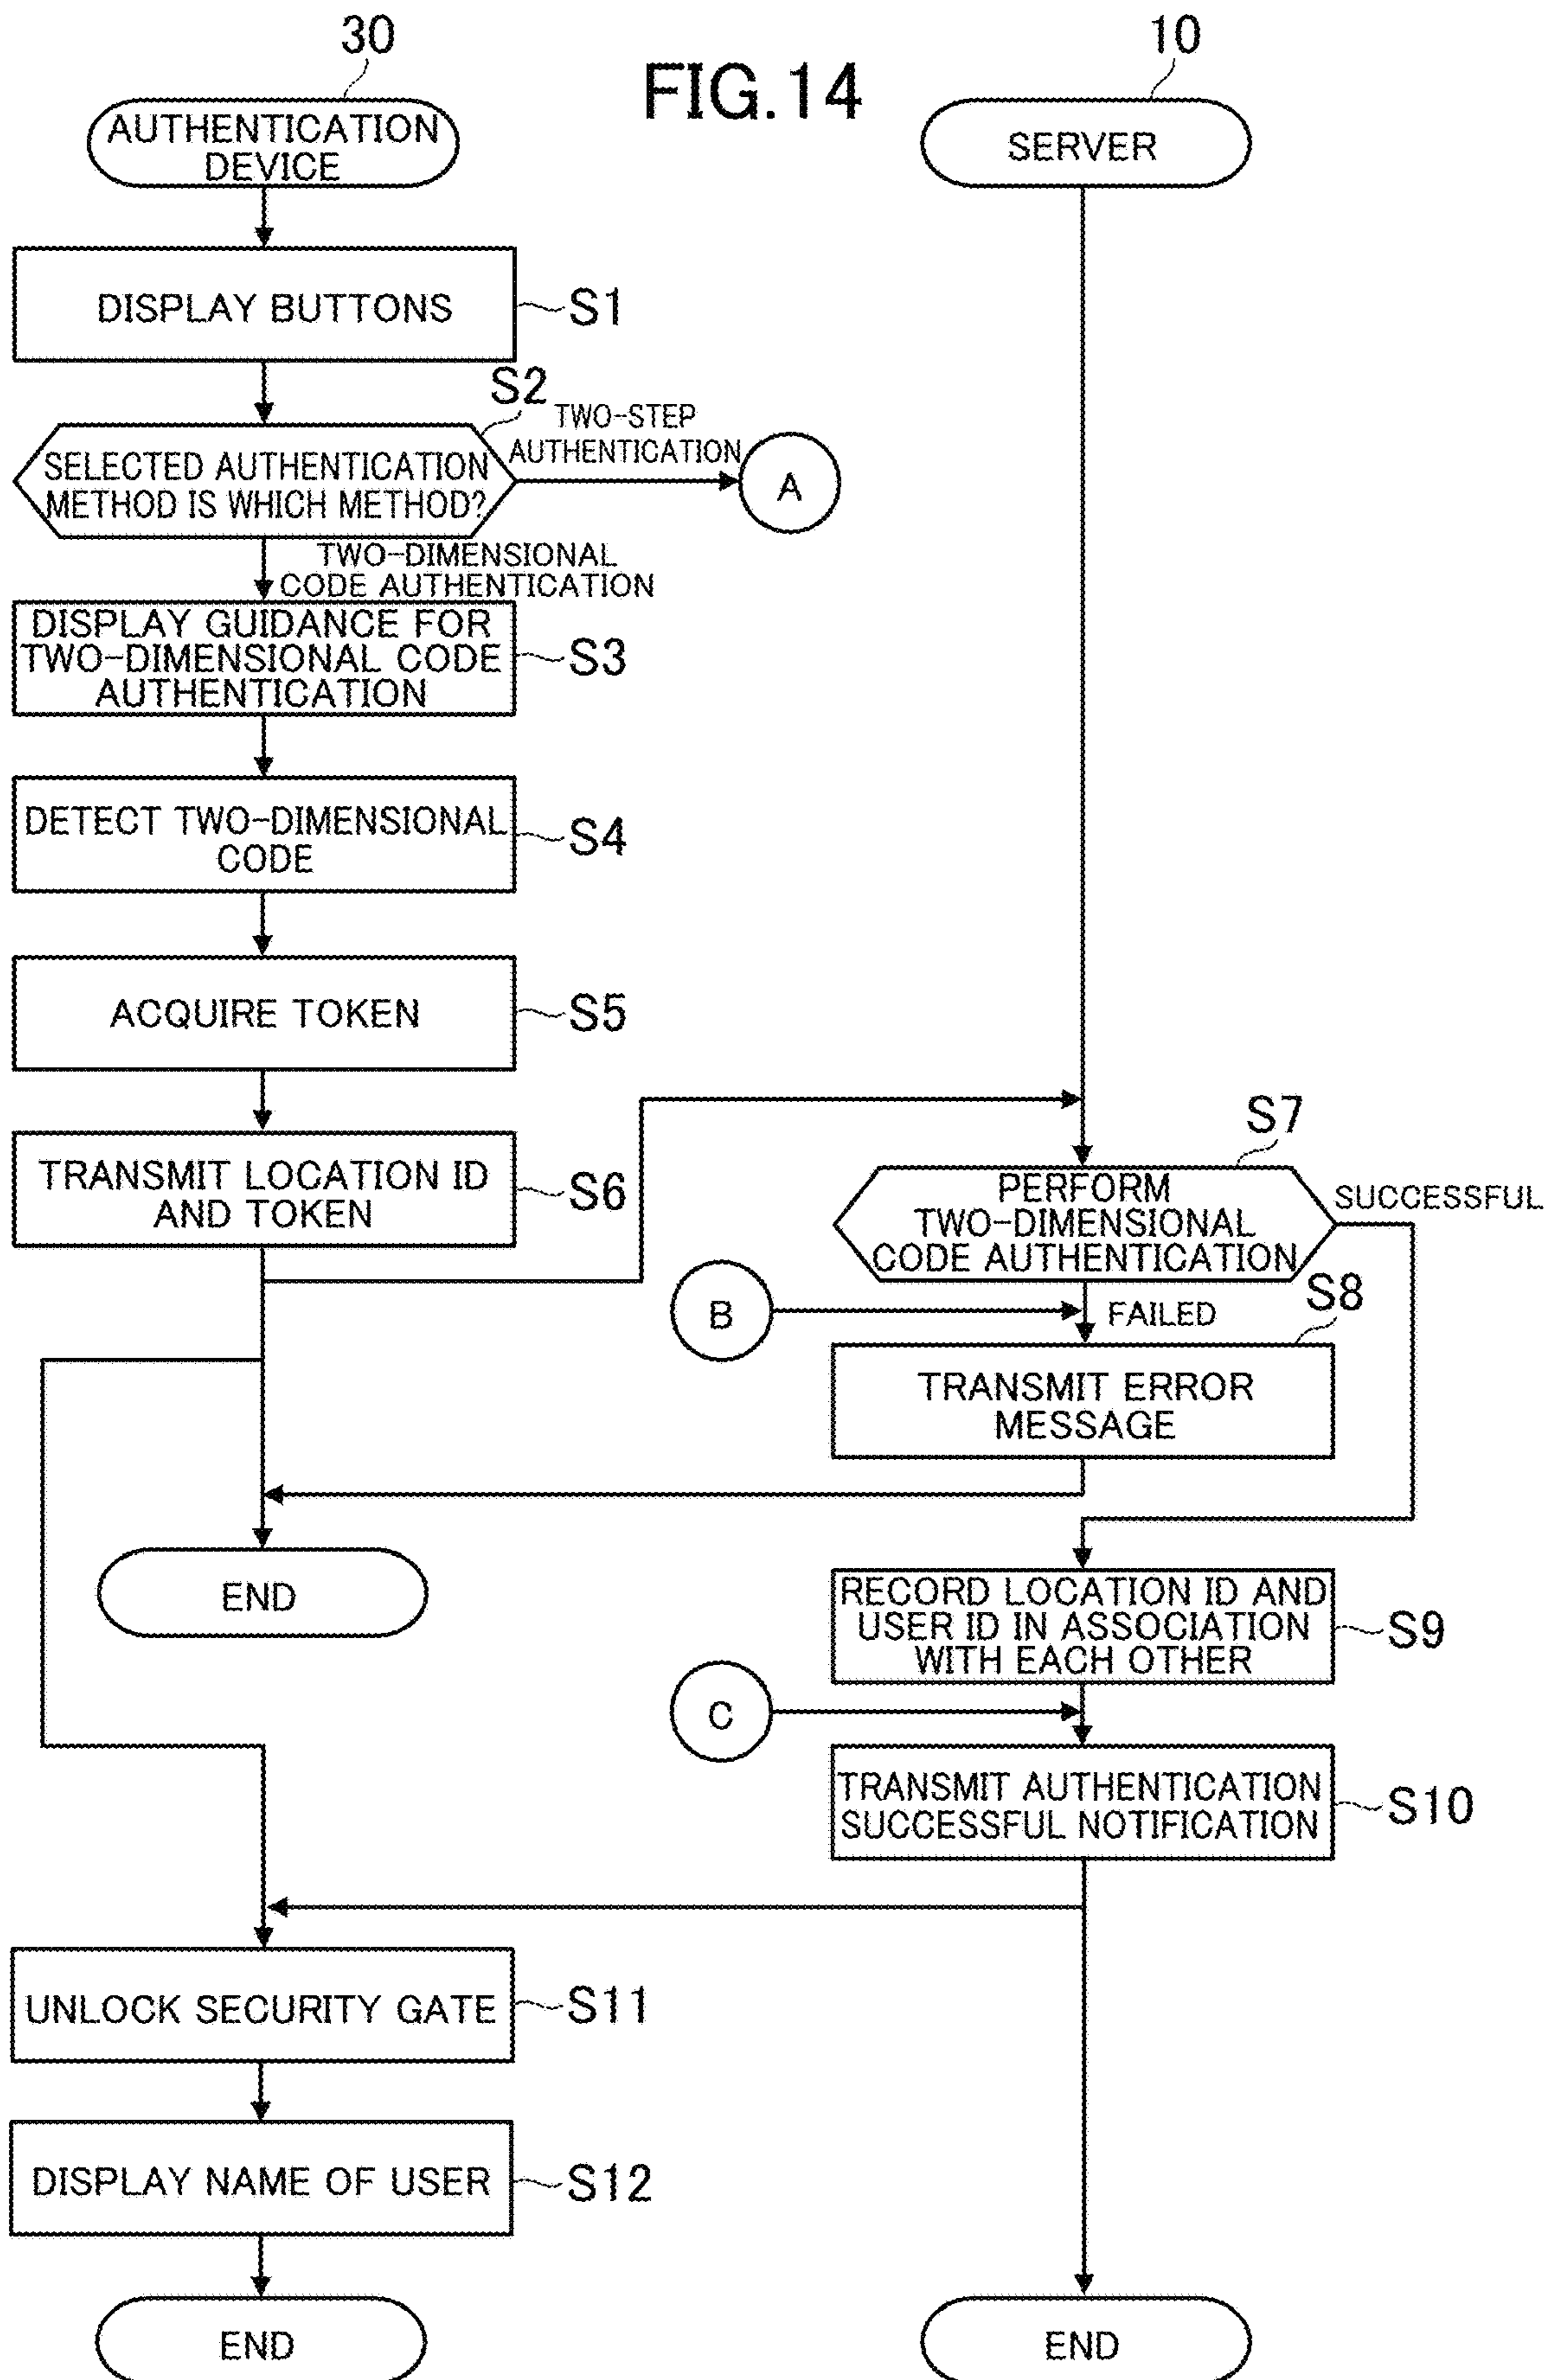 FIG.14
30
AUTHENTICATION
DEVICE
10
SERVER
DISPLAY BUTTONS
S1
S2
SELECTED AUTHENTICATION
METHOD IS WHICH METHOD?
TWO-STEP
AUTHENTICATION
A
TWO-DIMENSIONAL
CODE AUTHENTICATION
DISPLAY GUIDANCE FOR
TWO-DIMENSIONAL CODE
AUTHENTICATION
S3
DETECT TWO-DIMENSIONAL
CODE
S4
ACQUIRE TOKEN
S5
TRANSMIT LOCATION ID
AND TOKEN
S6
S7
PERFORM
TWO-DIMENSIONAL
CODE AUTHENTICATION
SUCCESSFUL
B
FAILED
S8
TRANSMIT ERROR
MESSAGE
END
RECORD LOCATION ID AND
USER ID IN ASSOCIATION
WITH EACH OTHER
S9
C
TRANSMIT AUTHENTICATION
SUCCESSFUL NOTIFICATION
S10
UNLOCK SECURITY GATE
S11
DISPLAY NAME OF USER
S12
END
END